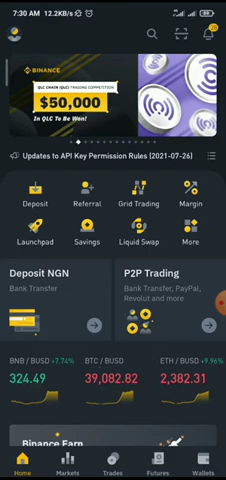 7:30 AM 12.2KB/s
28
BINANCE
QLC CHAIN (QLC) TRADING COMPETITION
$50,000
In QLC To Be Won!
Updates to API Key Permission Rules (2021-07-26)
Deposit Referral Grid Trading Margin
Launchpad Savings Liquid Swap More
Deposit NGN
Bank Transfer
P2P Trading
Bank Transfer, PayPal,
Revolut and more
BNB / BUSD +7.74% BTC / BUSD ETH / BUSD +9.96%
324.49 39,082.82 2,382.31
Binance Earn
Home Markets Trades Futures Wallets